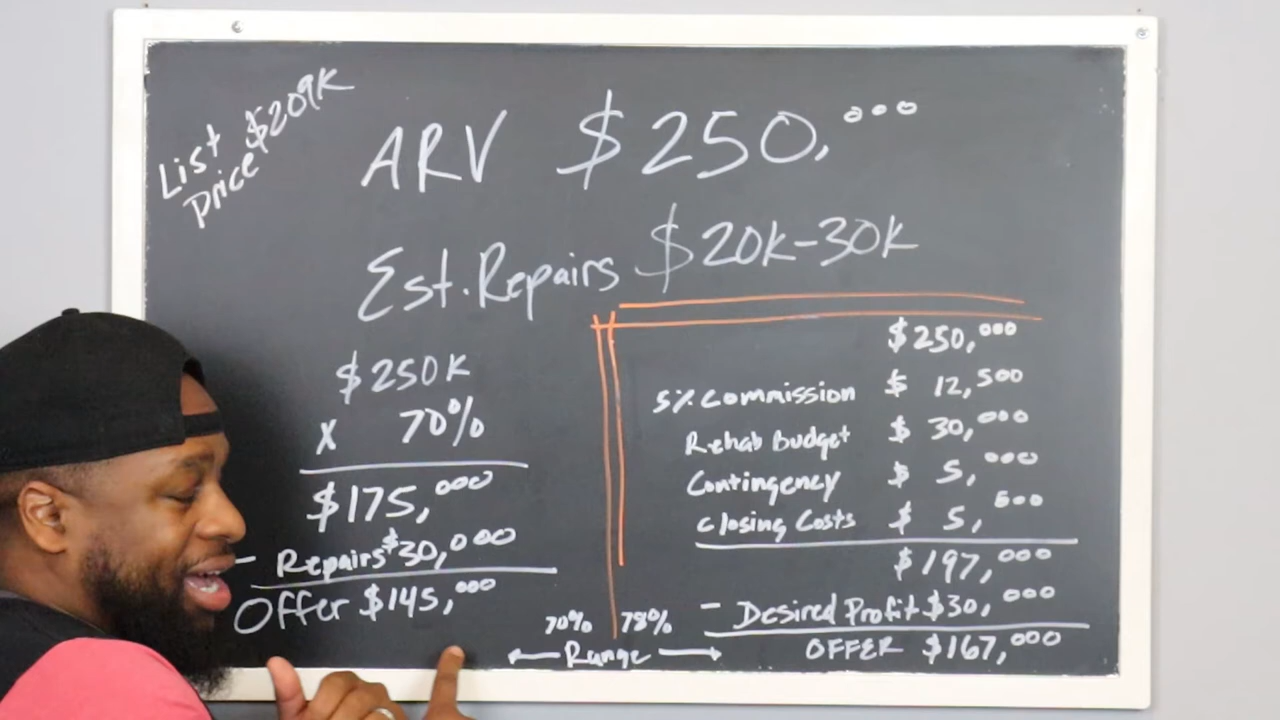 List
Price $209K
ARV $250,000
Est. Repairs $20K-30K
$250K
X 70%
$175,000
- Repairs $30,000
Offer $145,000
$250,000
5% Commission $ 12,500
Rehab Budget $ 30,000
Contingency $ 5,000
Closing Costs $ 5,500
$197,000
- Desired Profit $30,000
OFFER $167,000
70% 78%
Range